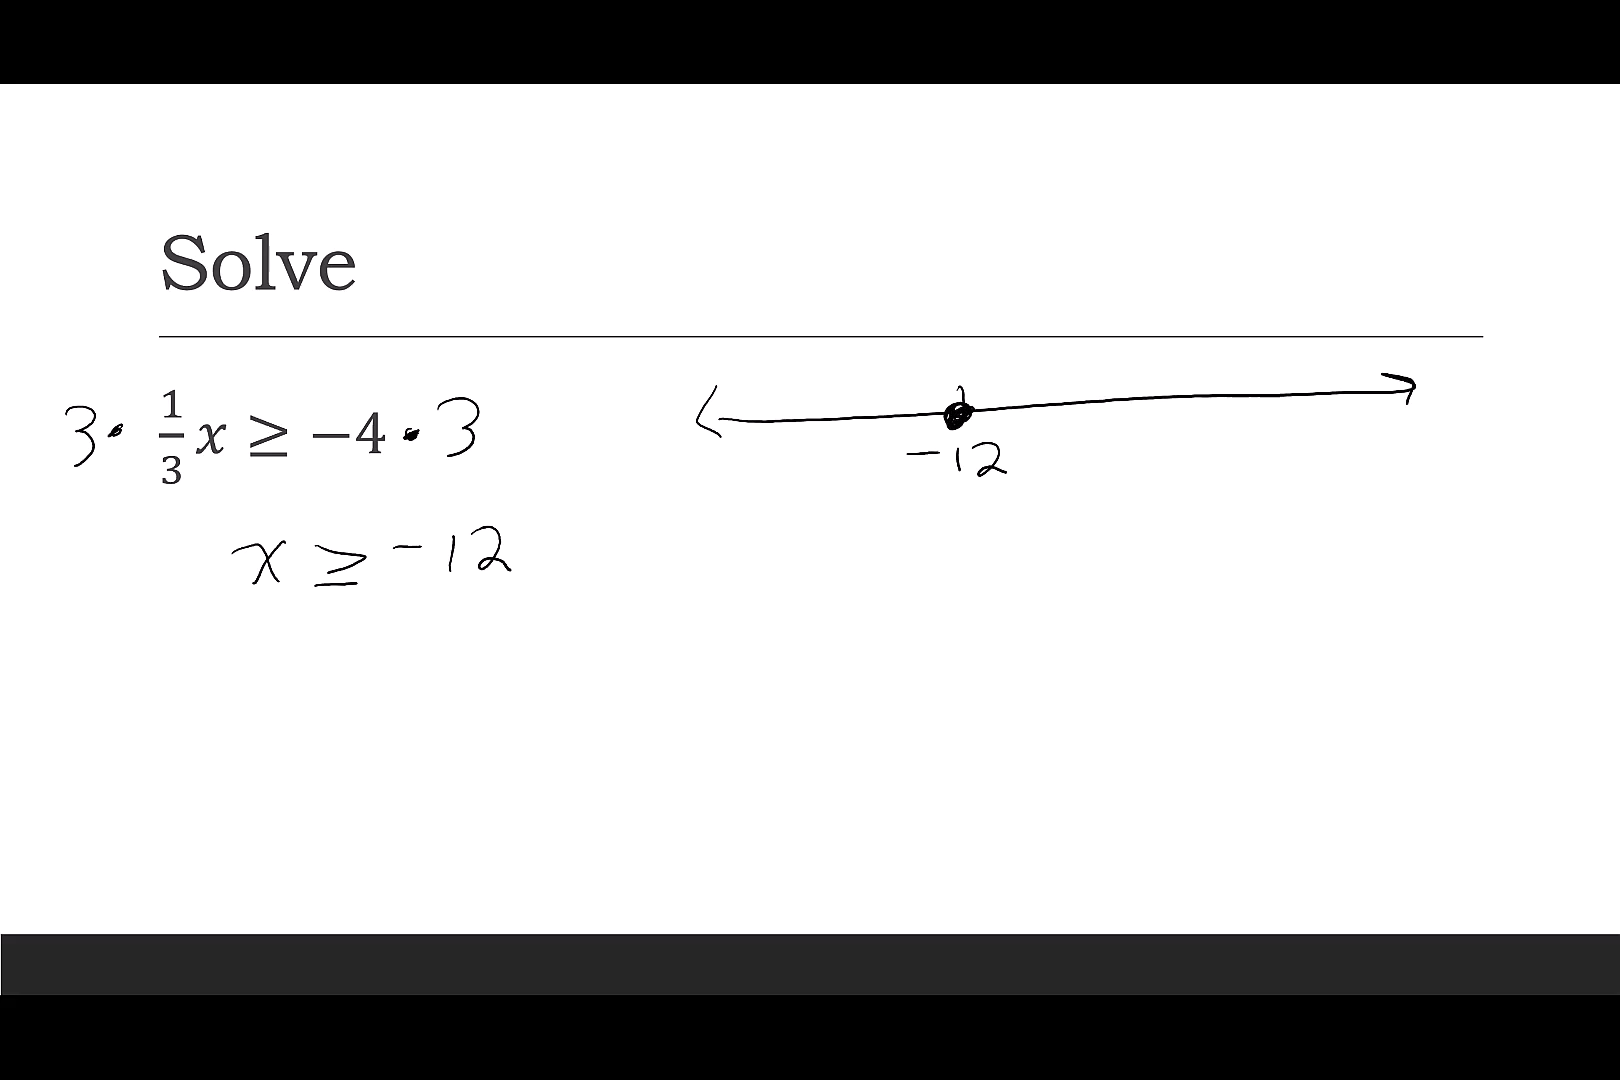 Solve
3 · 1/3 x ≥ −4 · 3
x ≥ -12
-12